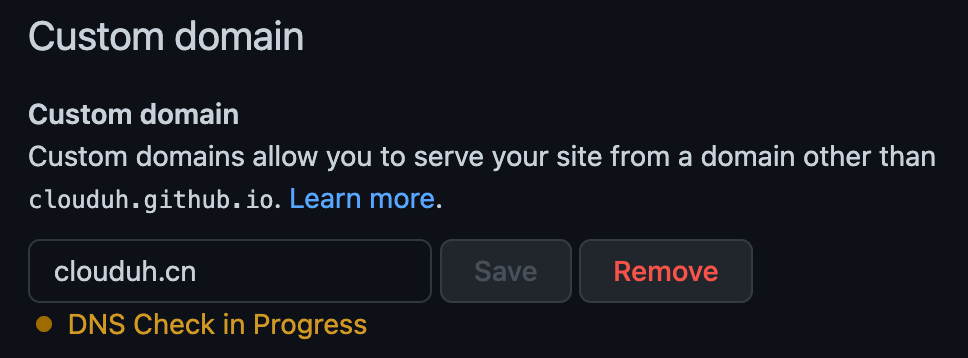 Custom domain
Custom domain
Custom domains allow you to serve your site from a domain other than
clouduh.github.io. Learn more.
clouduh.cn Save Remove
DNS Check in Progress